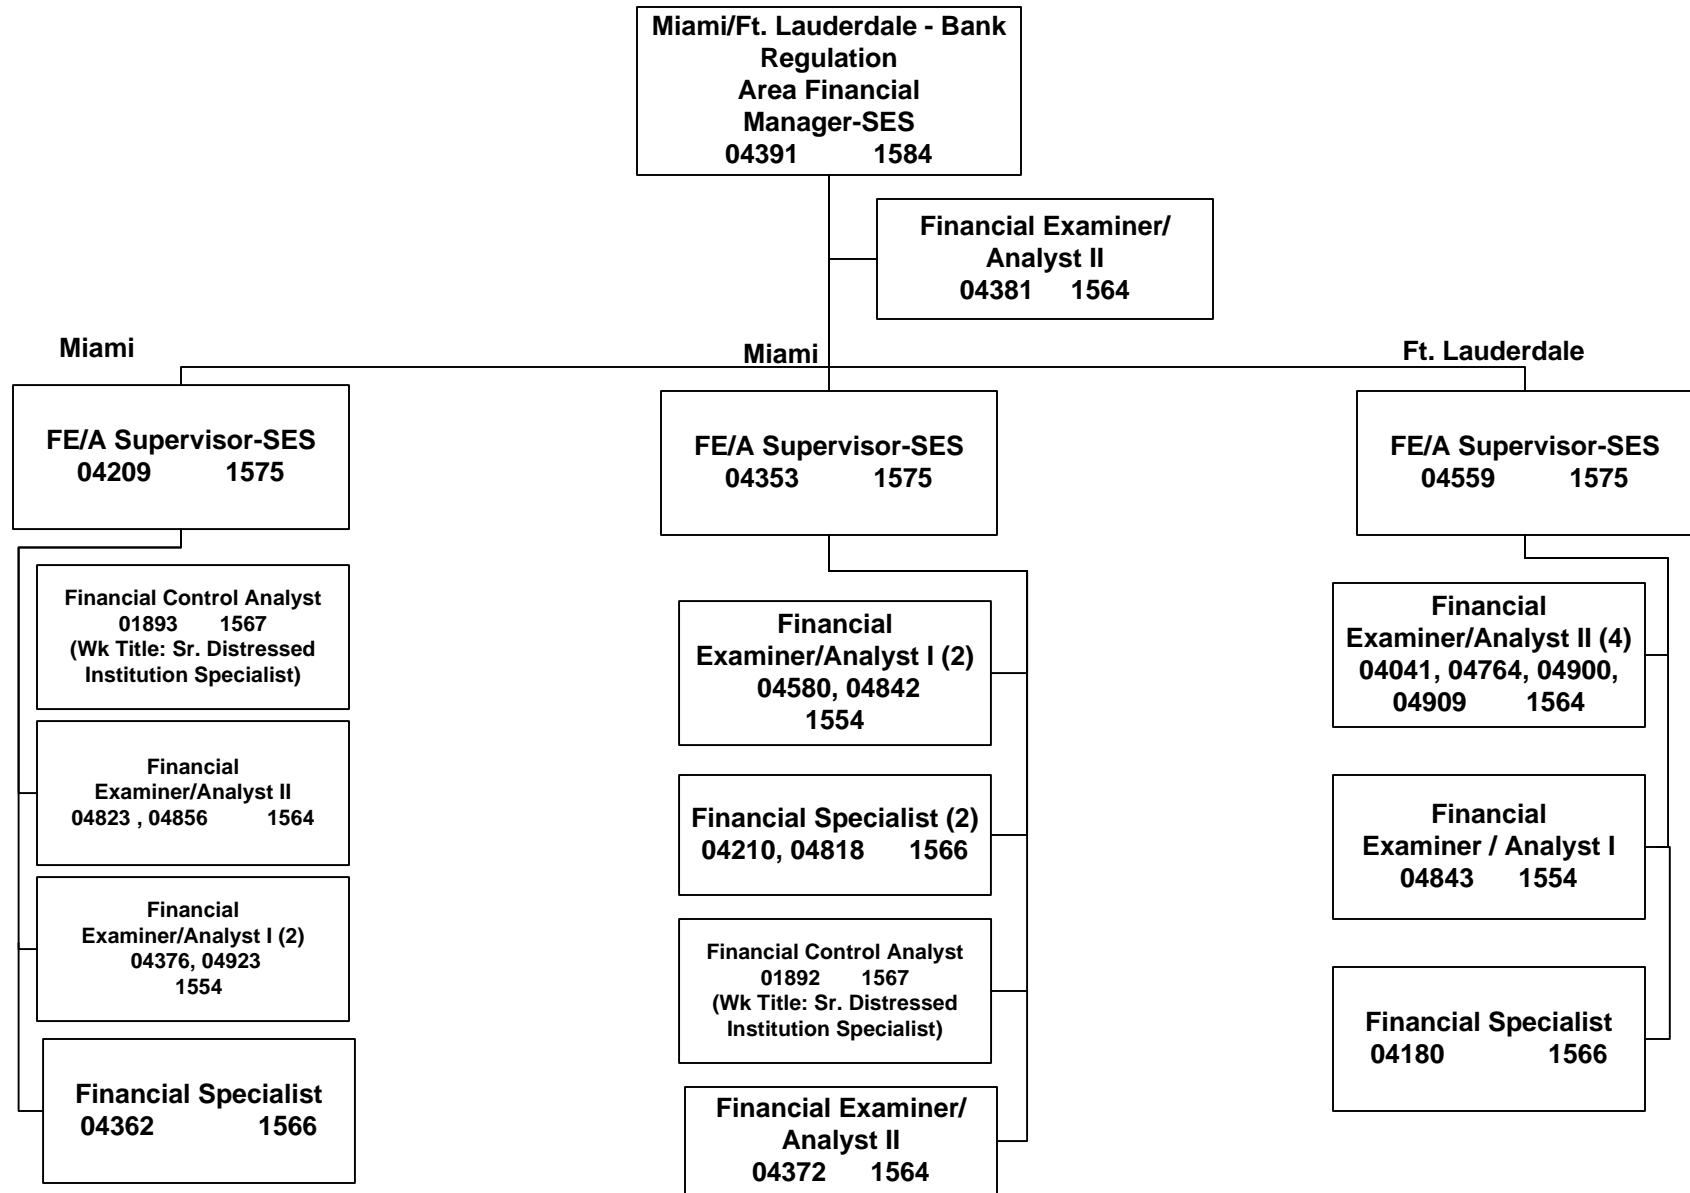 Miami/Ft. Lauderdale - Bank
Regulation
Area Financial
Manager-SES
04391 1584
Financial Examiner/
Analyst II
04381 1564
Miami
Miami
Ft. Lauderdale
FE/A Supervisor-SES
04209 1575
Financial Control Analyst
01893 1567
(Wk Title: Sr. Distressed
Institution Specialist)
Financial
Examiner/Analyst II
04823 , 04856 1564
Financial
Examiner/Analyst I (2)
04376, 04923
1554
Financial Specialist
04362 1566
FE/A Supervisor-SES
04353 1575
Financial
Examiner/Analyst I (2)
04580, 04842
1554
Financial Specialist (2)
04210, 04818 1566
Financial Control Analyst
01892 1567
(Wk Title: Sr. Distressed
Institution Specialist)
Financial Examiner/
Analyst II
04372 1564
FE/A Supervisor-SES
04559 1575
Financial
Examiner/Analyst II (4)
04041, 04764, 04900,
04909 1564
Financial
Examiner / Analyst I
04843 1554
Financial Specialist
04180 1566